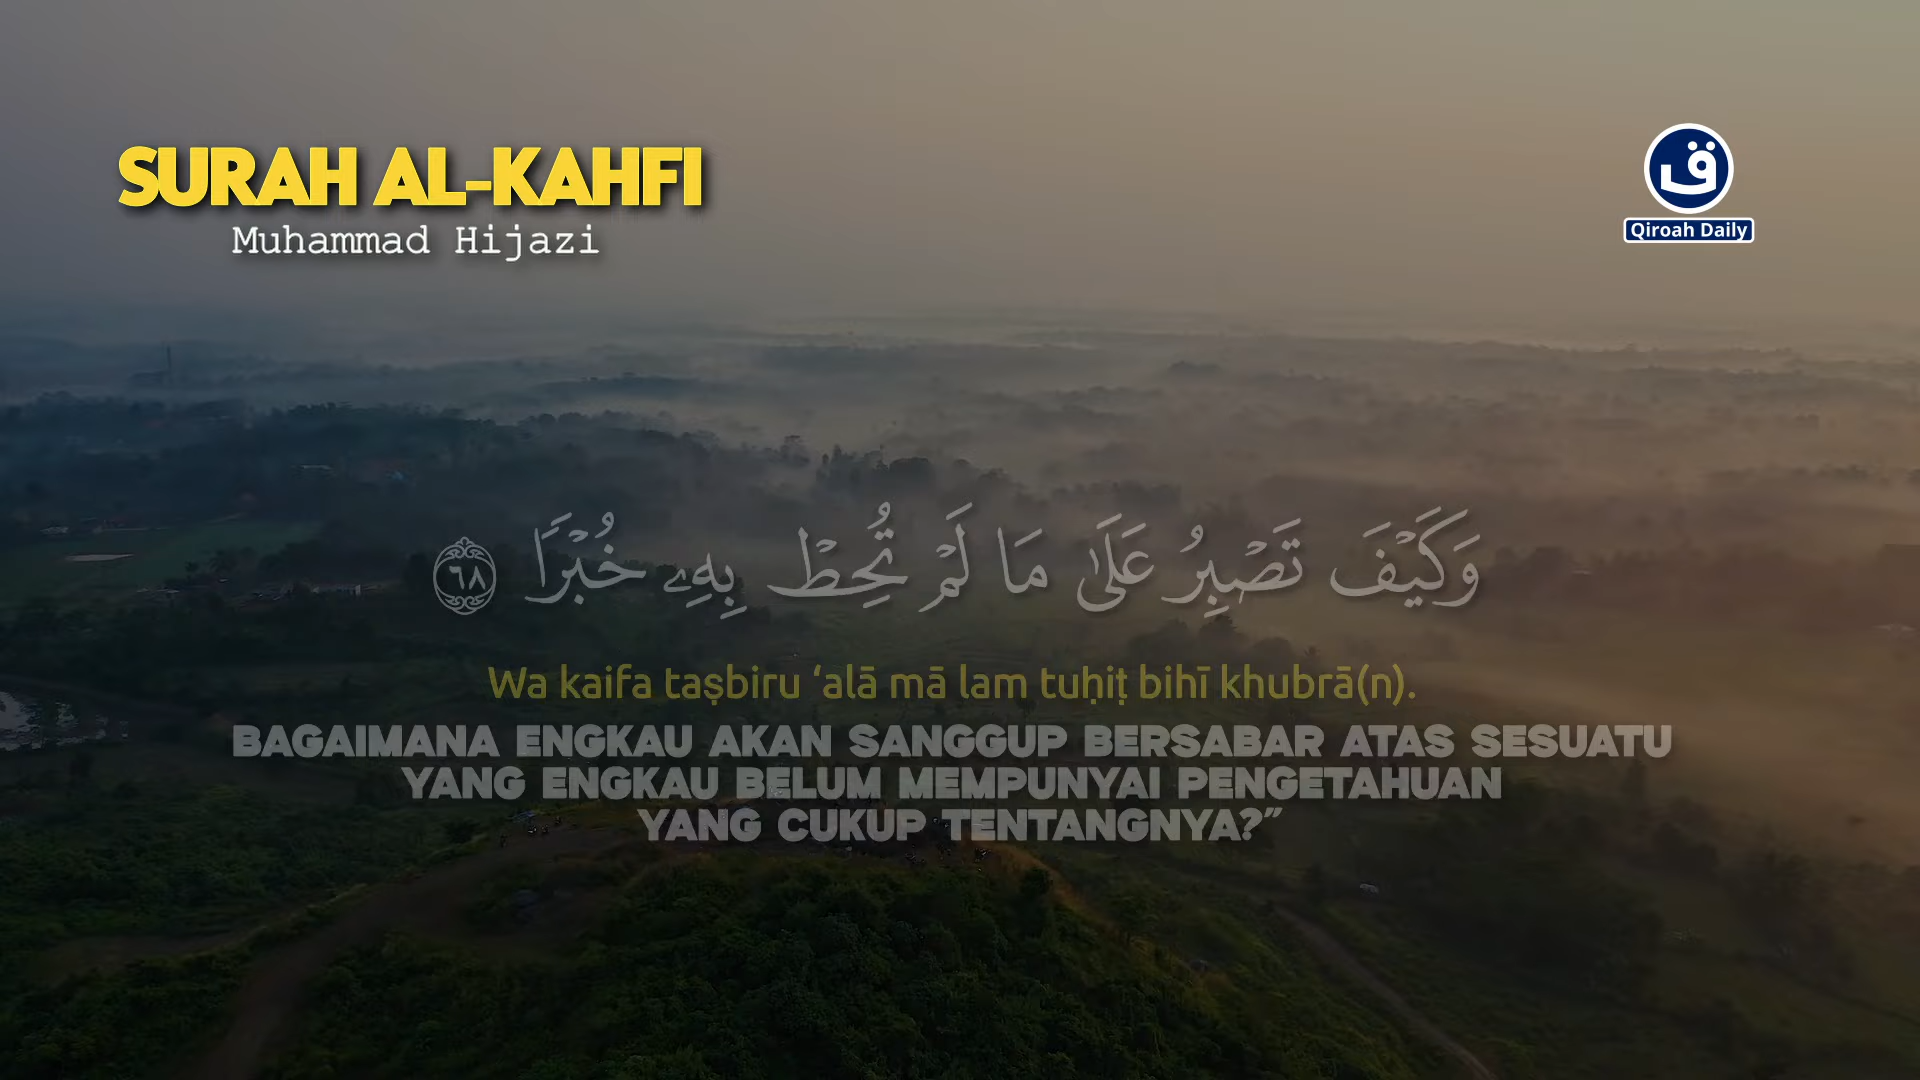 SURAH AL-KAHFI
Muhammad Hijazi
ق
Qiroah Daily
وَكَيْفَ تَصْبِرُ عَلَىٰ مَا لَمْ تُحِطْ بِهِۦ خُبْرًا ٦٨
Wa kaifa taṣbiru ‘alā mā lam tuḥiṭ bihī khubrā(n).
BAGAIMANA ENGKAU AKAN SANGGUP BERSABAR ATAS SESUATU
YANG ENGKAU BELUM MEMPUNYAI PENGETAHUAN
YANG CUKUP TENTANGNYA?”